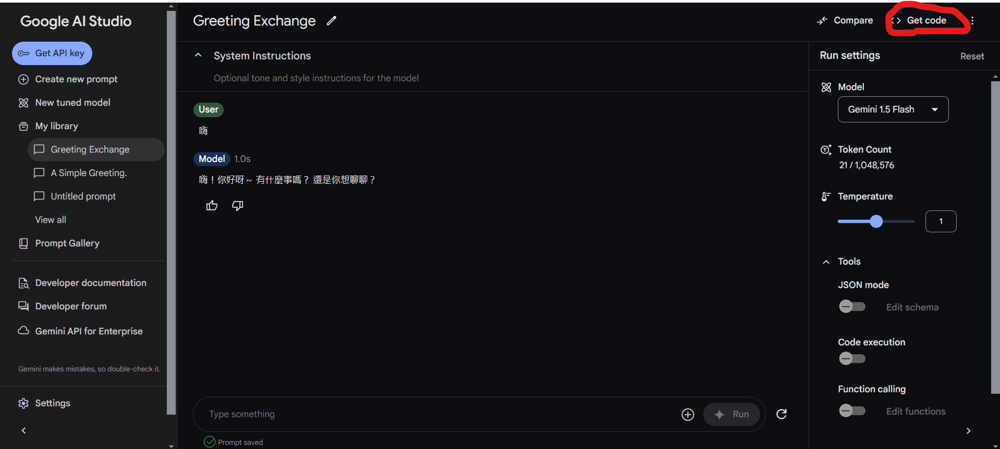 Google AI Studio
Get API key
Create new prompt
New tuned model
My library
Greeting Exchange
A Simple Greeting.
Untitled prompt
View all
Prompt Gallery
Developer documentation
Developer forum
Gemini API for Enterprise
Gemini makes mistakes, so double-check it.
Settings
Greeting Exchange
Compare
<> Get code
System Instructions
Optional tone and style instructions for the model
User
嗨
Model 1.0s
嗨！你好呀～ 有什麼事嗎？ 還是你想聊聊？
Type something
Run
Prompt saved
Run settings
Reset
Model
Gemini 1.5 Flash
Token Count
21 / 1,048,576
Temperature
1
Tools
JSON mode
Edit schema
Code execution
Function calling
Edit functions